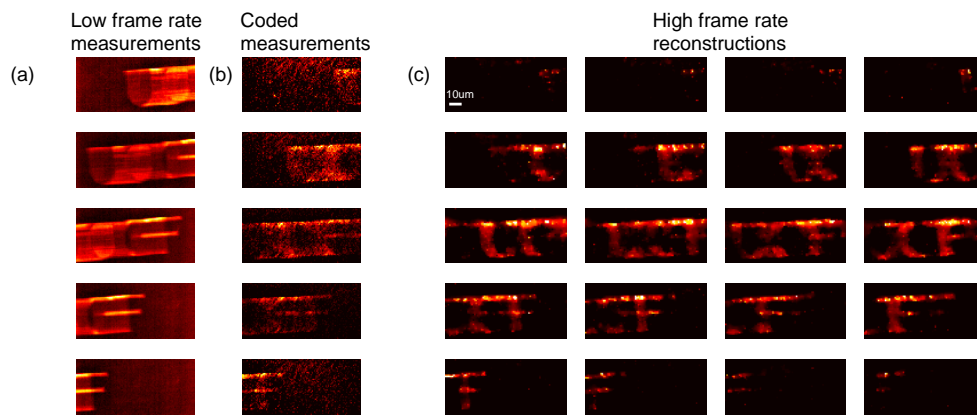 Low frame rate
measurements
Coded
measurements
High frame rate
reconstructions
(a)
(b)
(c)
10um